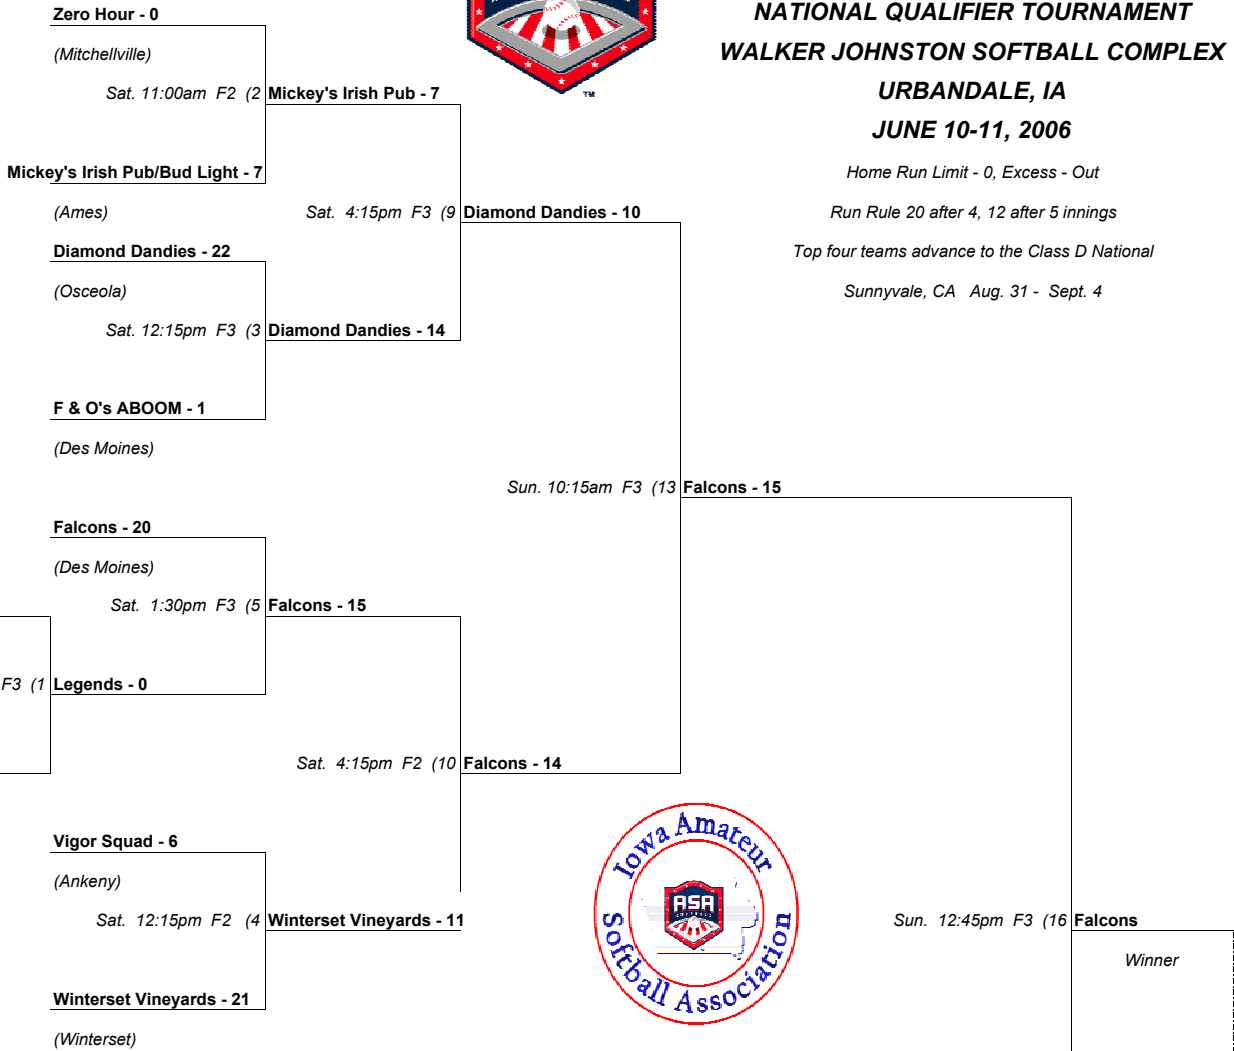 Zero Hour - 0
(Mitchellville)
Sat. 11:00am F2 (2
Mickey's Irish Pub - 7
Mickey's Irish Pub/Bud Light - 7
(Ames)
Sat. 4:15pm F3 (9
Diamond Dandies - 10
Diamond Dandies - 22
(Osceola)
Sat. 12:15pm F3 (3
Diamond Dandies - 14
F & O's ABOOM - 1
(Des Moines)
Sun. 10:15am F3 (13
Falcons - 15
Falcons - 20
(Des Moines)
Sat. 1:30pm F3 (5
Falcons - 15
F3 (1
Legends - 0
Sat. 4:15pm F2 (10
Falcons - 14
Vigor Squad - 6
(Ankeny)
Sat. 12:15pm F2 (4
Winterset Vineyards - 11
Winterset Vineyards - 21
(Winterset)
Sun. 12:45pm F3 (16
Falcons
Winner
NATIONAL QUALIFIER TOURNAMENT
WALKER JOHNSTON SOFTBALL COMPLEX
URBANDALE, IA
JUNE 10-11, 2006
Home Run Limit - 0, Excess - Out
Run Rule 20 after 4, 12 after 5 innings
Top four teams advance to the Class D National
Sunnyvale, CA Aug. 31 - Sept. 4
TM
Iowa Amateur
ASA
Softball Association